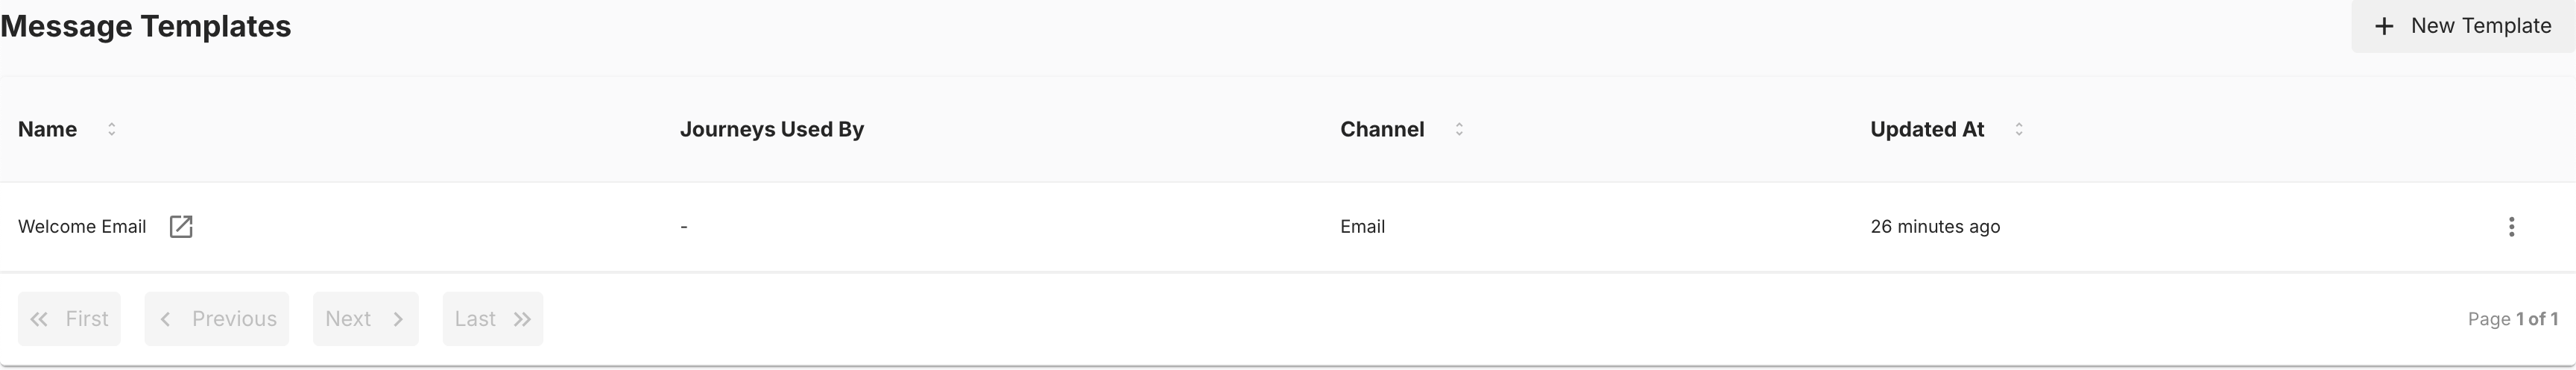 Message Templates
New Template
Name Journeys Used By Channel Updated At
Welcome Email - Email 26 minutes ago
First Previous Next Last Page 1 of 1